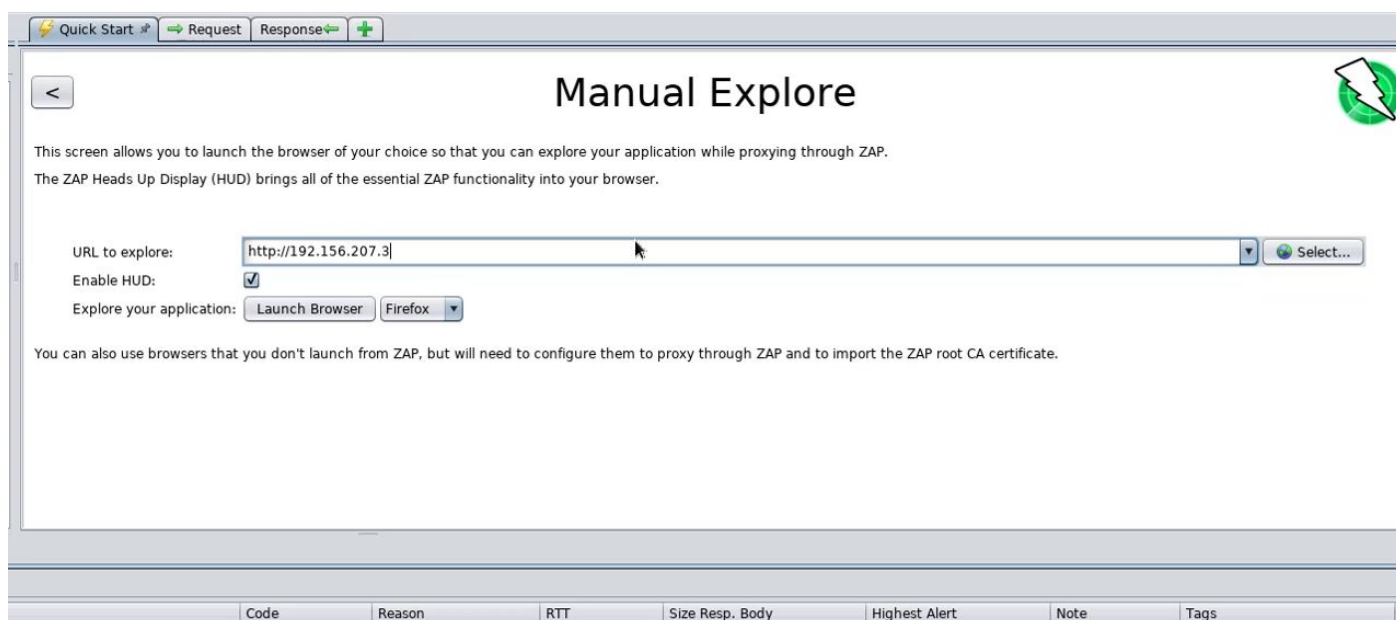 Quick Start Request Response
<
Manual Explore
This screen allows you to launch the browser of your choice so that you can explore your application while proxying through ZAP.
The ZAP Heads Up Display (HUD) brings all of the essential ZAP functionality into your browser.
URL to explore: http://192.156.207.3 Select...
Enable HUD:
Explore your application: Launch Browser Firefox
You can also use browsers that you don't launch from ZAP, but will need to configure them to proxy through ZAP and to import the ZAP root CA certificate.
Code Reason RTT Size Resp. Body Highest Alert Note Tags